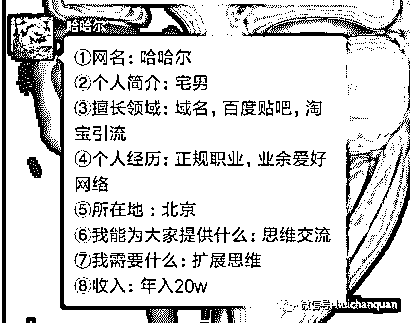 哈哈尔
①网名：哈哈尔
②个人简介：宅男
③擅长领域：域名，百度贴吧，淘
宝引流
④个人经历：正规职业，业余爱好
网络
⑤所在地：北京
⑥我能为大家提供什么：思维交流
⑦我需要什么：扩展思维
⑧收入：年入20w
微信号: huichanquan